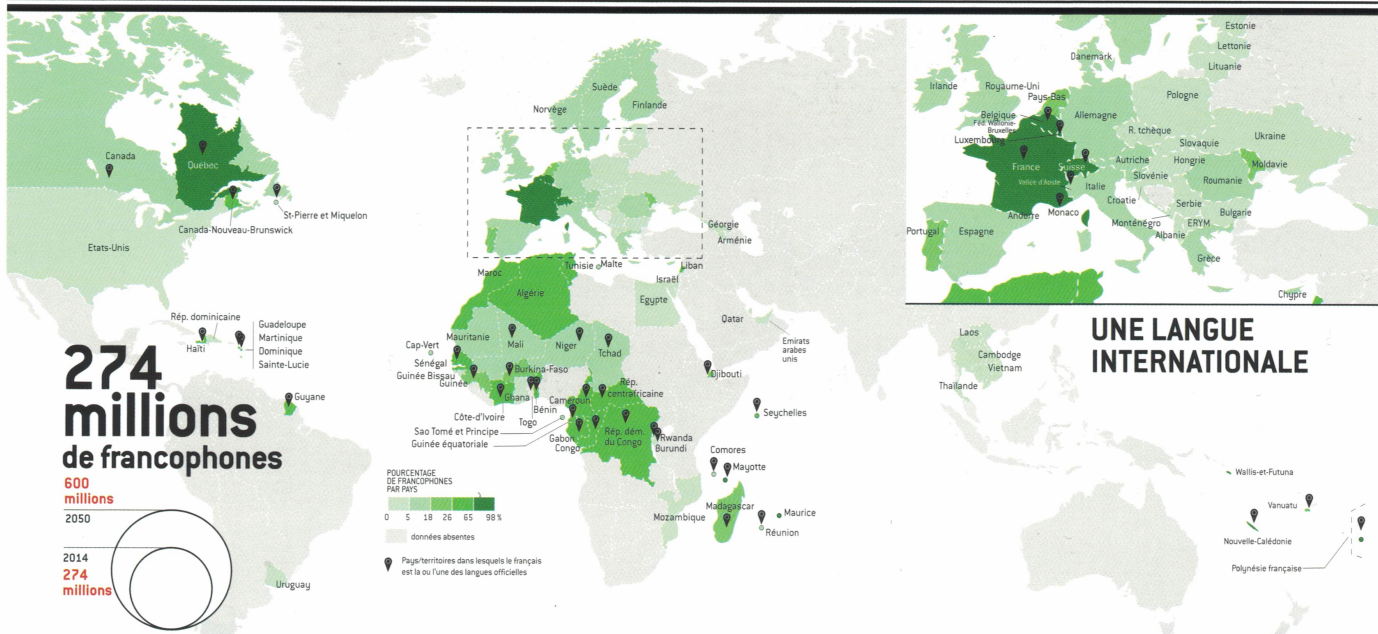 Canada
Québec
Canada-Nouveau-Brunswick
St-Pierre et Miquelon
Etats-Unis
Rép. dominicaine
Haïti
Guadeloupe
Martinique
Dominique
Sainte-Lucie
Guyane
Uruguay
274
millions
de francophones
600
millions
2050
2014
274
millions
Norvège
Suède
Finlande
Géorgie
Arménie
Tunisie
Malte
Liban
Israël
Maroc
Algérie
Egypte
Qatar
Emirats
arabes
unis
Mauritanie
Mali
Niger
Tchad
Cap-Vert
Sénégal
Guinée Bissau
Guinée
Burkina-Faso
Ghana
Bénin
Togo
Côte-d'Ivoire
Sao Tomé et Principe
Guinée équatoriale
Cameroun
Rép.
centrafricaine
Gabon
Congo
Rép. dém.
du Congo
Rwanda
Burundi
Djibouti
Seychelles
Comores
Mayotte
Madagascar
Mozambique
Maurice
Réunion
POURCENTAGE
DE FRANCOPHONES
PAR PAYS
0 5 18 26 65 98 %
données absentes
Pays/territoires dans lesquels le français
est la ou l'une des langues officielles
Estonie
Lettonie
Lituanie
Danemark
Irlande
Royaume-Uni
Pays-Bas
Belgique
Féd. Wallonie-
Bruxelles
Luxembourg
Allemagne
Pologne
R. tchèque
Slovaquie
Ukraine
France
Suisse
Autriche
Hongrie
Moldavie
Slovénie
Roumanie
Vallée d'Aoste
Italie
Croatie
Serbie
Andorre
Monaco
Monténégro
ERYM
Bulgarie
Albanie
Portugal
Espagne
Grèce
Chypre
UNE LANGUE
INTERNATIONALE
Laos
Cambodge
Vietnam
Thaïlande
Wallis-et-Futuna
Vanuatu
Nouvelle-Calédonie
Polynésie française